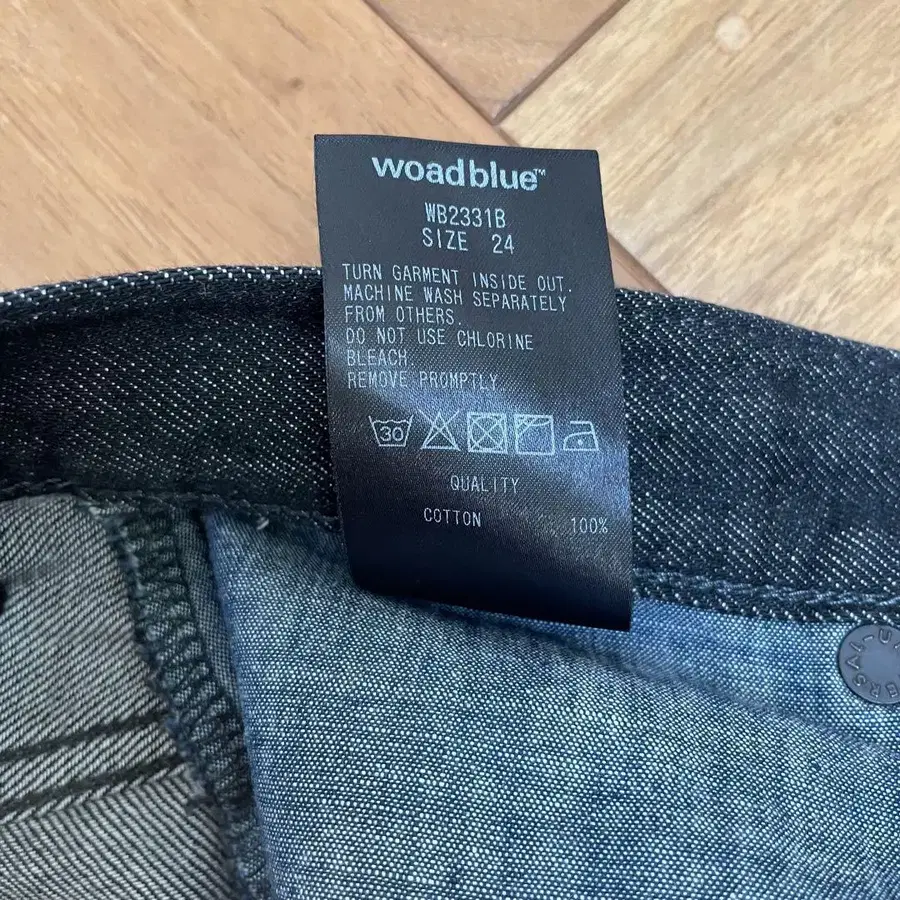 woadblue™
WB2331B
SIZE 24
TURN GARMENT INSIDE OUT.
MACHINE WASH SEPARATELY
FROM OTHERS.
DO NOT USE CHLORINE
BLEACH.
REMOVE PROMPTLY
30
QUALITY
COTTON 100%